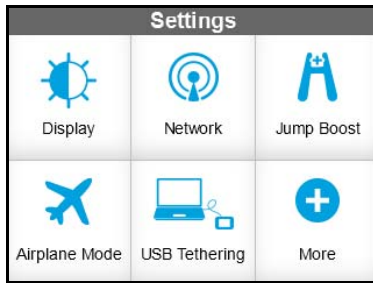 Settings
Display
Network
Jump Boost
Airplane Mode
USB Tethering
More